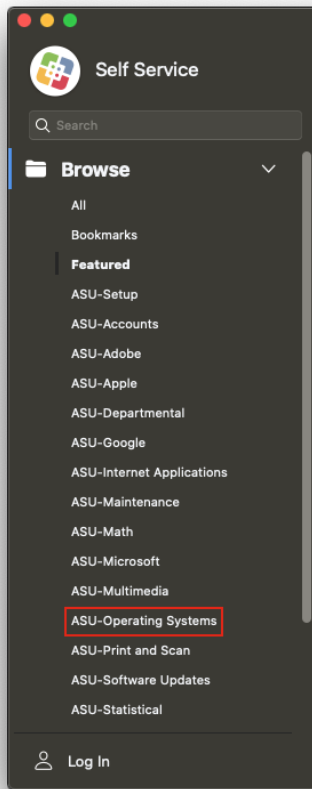 Self Service
Search
Browse
All
Bookmarks
Featured
ASU-Setup
ASU-Accounts
ASU-Adobe
ASU-Apple
ASU-Departmental
ASU-Google
ASU-Internet Applications
ASU-Maintenance
ASU-Math
ASU-Microsoft
ASU-Multimedia
ASU-Operating Systems
ASU-Print and Scan
ASU-Software Updates
ASU-Statistical
Log In